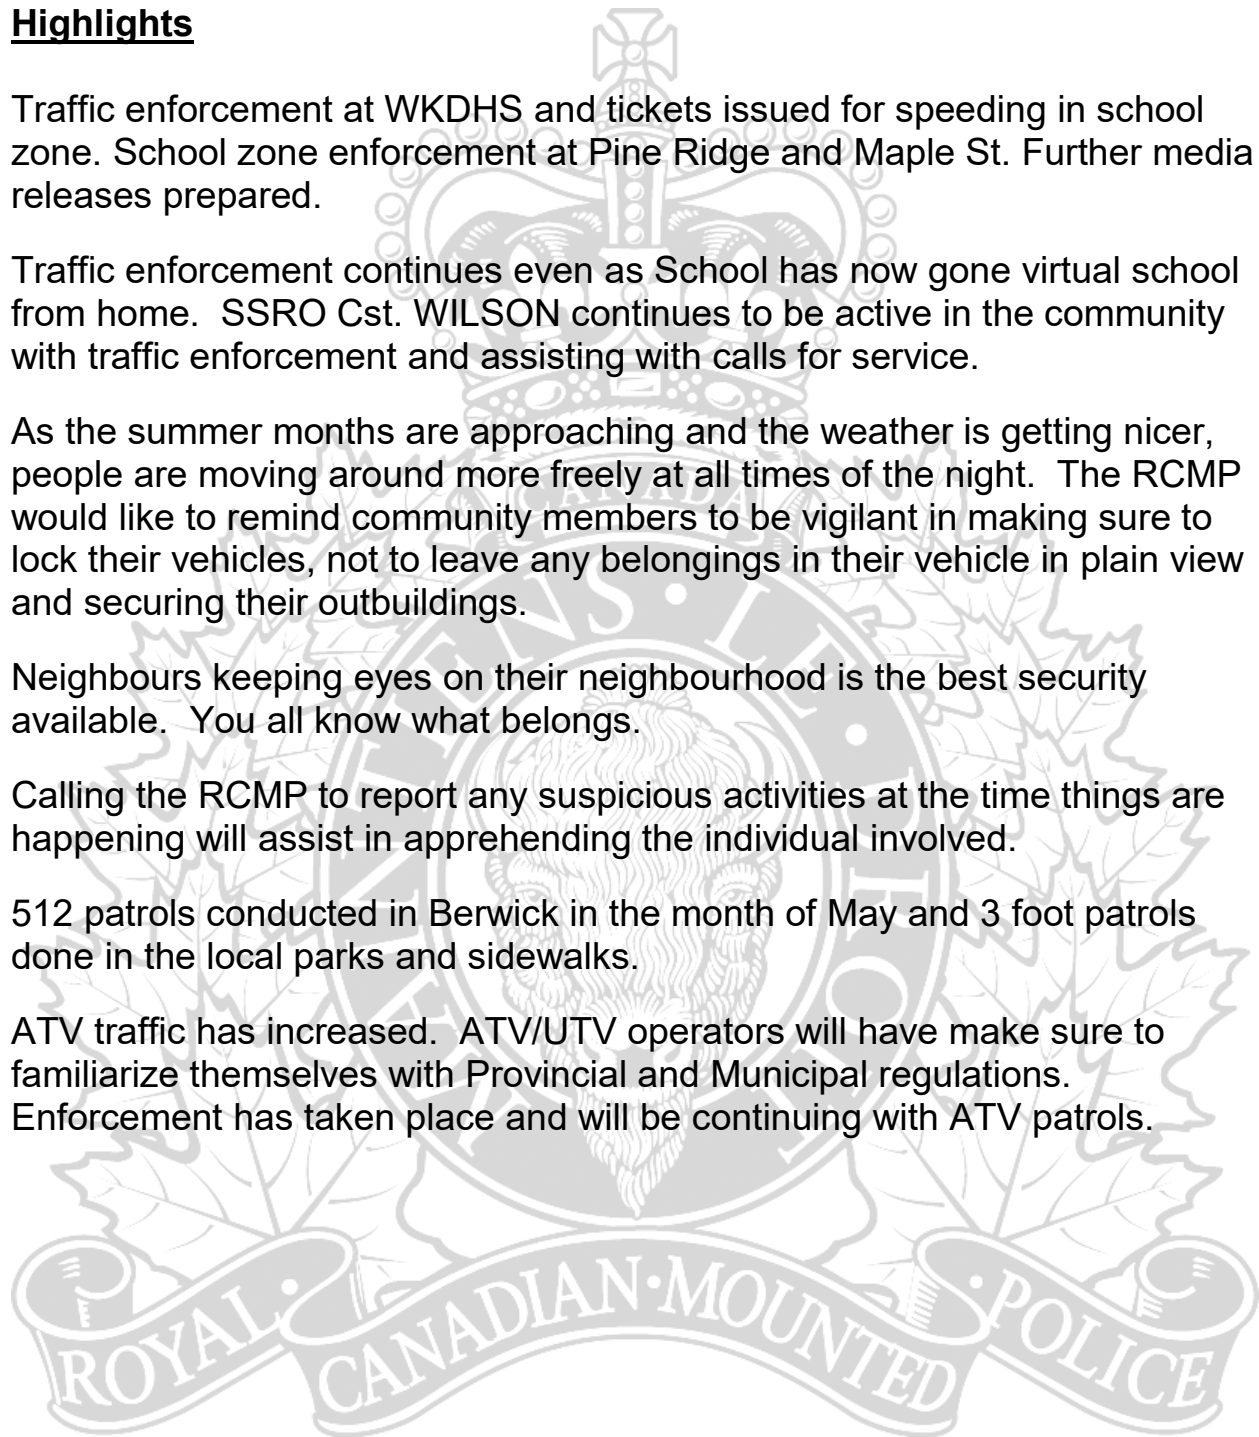 Highlights
Traffic enforcement at WKDHS and tickets issued for speeding in school
zone. School zone enforcement at Pine Ridge and Maple St. Further media
releases prepared.
Traffic enforcement continues even as School has now gone virtual school
from home.  SSRO Cst. WILSON continues to be active in the community
with traffic enforcement and assisting with calls for service.
As the summer months are approaching and the weather is getting nicer,
people are moving around more freely at all times of the night.  The RCMP
would like to remind community members to be vigilant in making sure to
lock their vehicles, not to leave any belongings in their vehicle in plain view
and securing their outbuildings.
Neighbours keeping eyes on their neighbourhood is the best security
available.  You all know what belongs.
Calling the RCMP to report any suspicious activities at the time things are
happening will assist in apprehending the individual involved.
512 patrols conducted in Berwick in the month of May and 3 foot patrols
done in the local parks and sidewalks.
ATV traffic has increased.  ATV/UTV operators will have make sure to
familiarize themselves with Provincial and Municipal regulations.
Enforcement has taken place and will be continuing with ATV patrols.
CANADA
MAINTIENS • LE • DROIT
ROYAL • CANADIAN • MOUNTED • POLICE